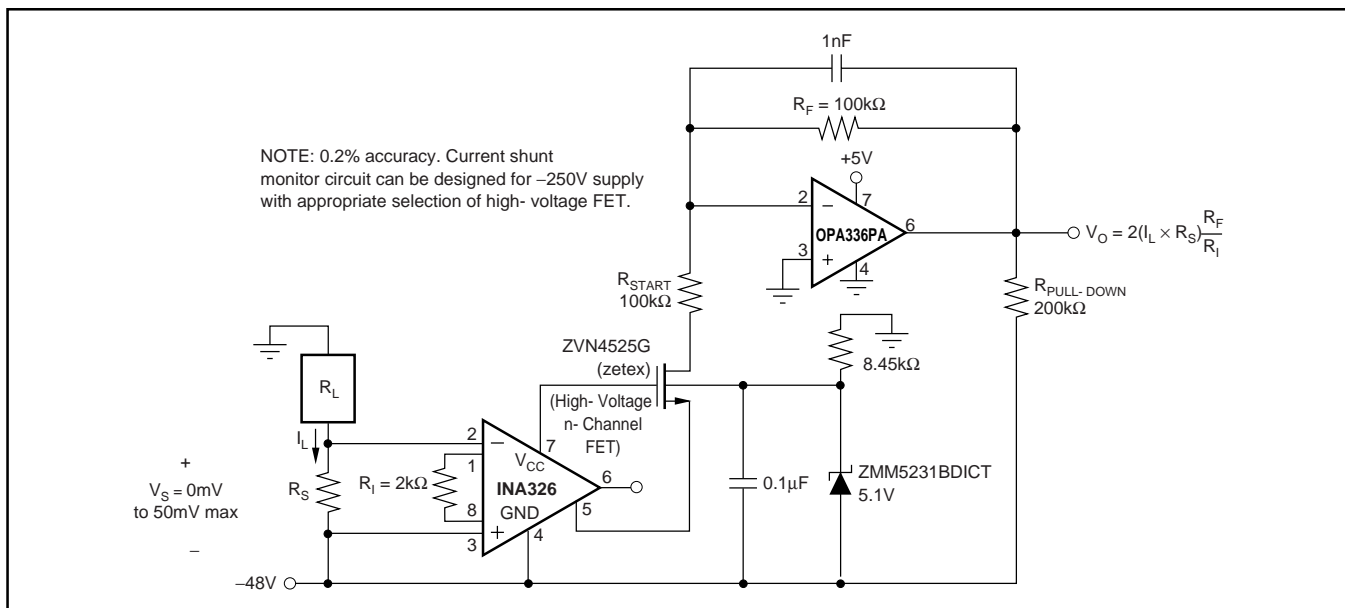 1nF
R_F = 100kΩ
NOTE: 0.2% accuracy. Current shunt
monitor circuit can be designed for –250V supply
with appropriate selection of high- voltage FET.
+5V
2
–
7
OPA336PA
6
3
+
4
V_O = 2(I_L × R_S) R_F/R_I
R_START
100kΩ
R_PULL- DOWN
200kΩ
ZVN4525G
(zetex)
(High- Voltage
n- Channel
FET)
8.45kΩ
R_L
I_L
2
–
7
1
V_CC
R_I = 2kΩ
INA326
6
8
GND
5
3
+
4
+
V_S = 0mV
to 50mV max
–
R_S
0.1μF
ZMM5231BDICT
5.1V
–48V